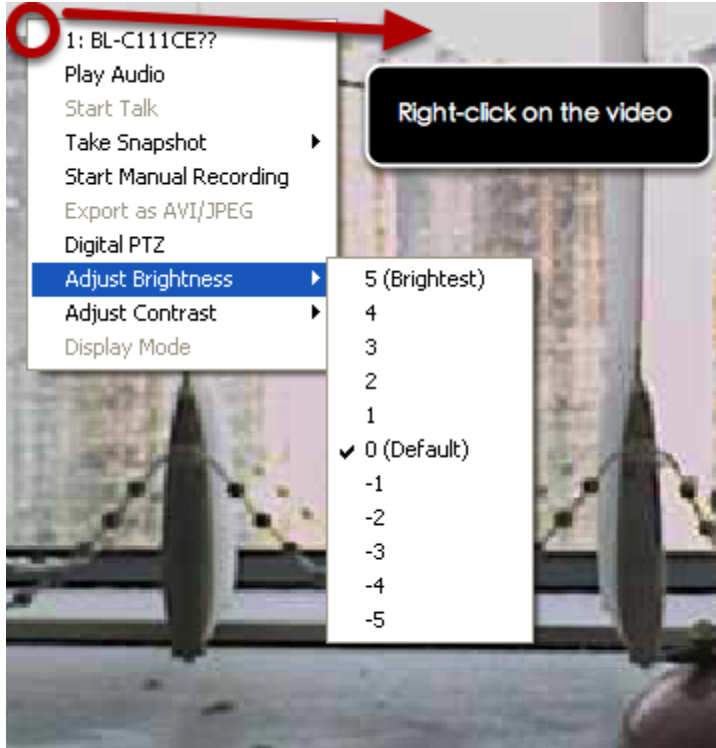 1: BL-C111CE??
Play Audio
Start Talk
Take Snapshot
Start Manual Recording
Export as AVI/JPEG
Digital PTZ
Adjust Brightness
Adjust Contrast
Display Mode
Right-click on the video
5 (Brightest)
4
3
2
1
0 (Default)
-1
-2
-3
-4
-5